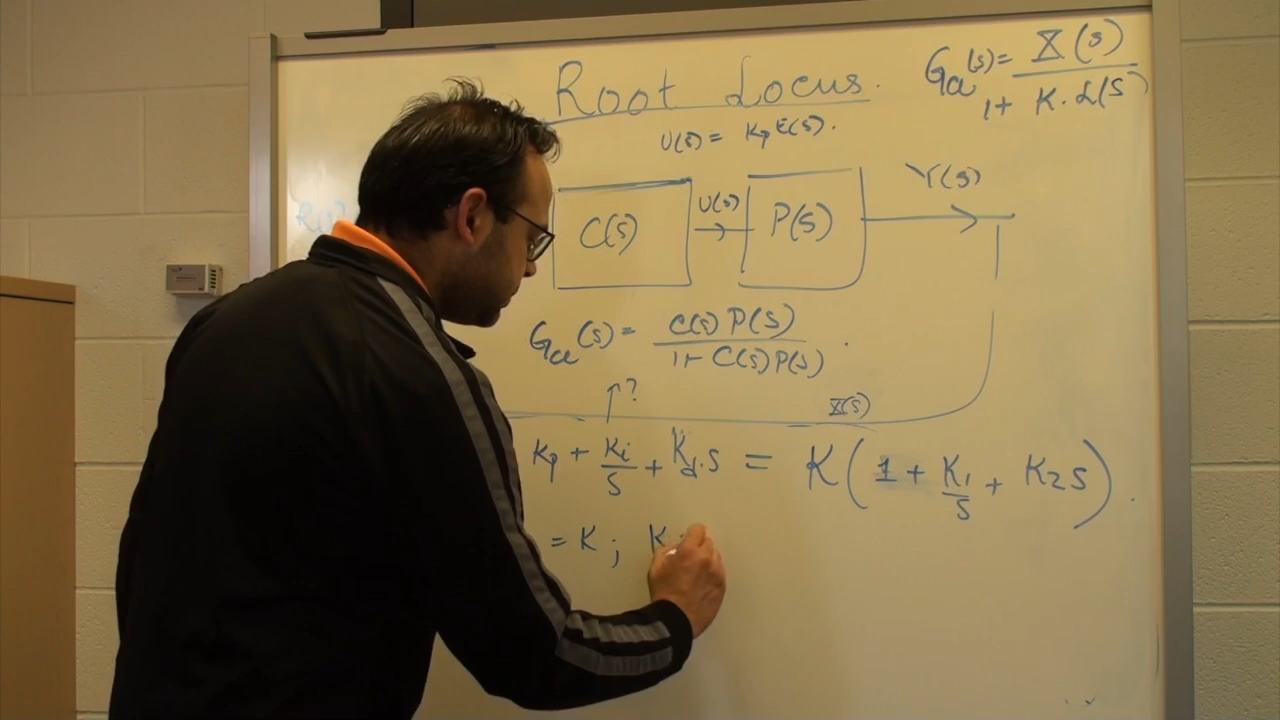 Root Locus.
Gcl(s) = X(s) / 1 + K · L(s)
U(s) = Kp E(s).
R(s)
C(s)
U(s)
P(s)
Y(s)
Gcl(s) = C(s) P(s) / 1 + C(s) P(s) .
↑ ?
X(s)
Kp + Ki/s + Kd.s = K ( 1 + K1/s + K2 s ) .
= K ; K